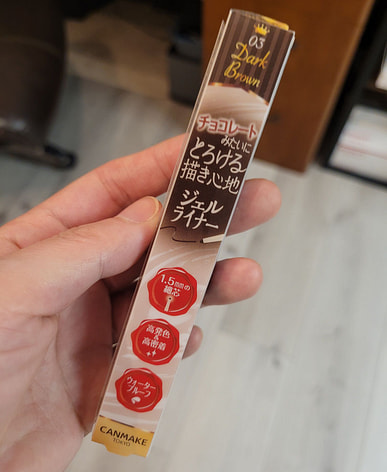 03
Dark
Brown
チョコレート
みたいに
とろける
描き心地
ジェル
ライナー
1.5mmの
細芯
高発色
&
高密着
ウォーター
プルーフ
CANMAKE
TOKYO